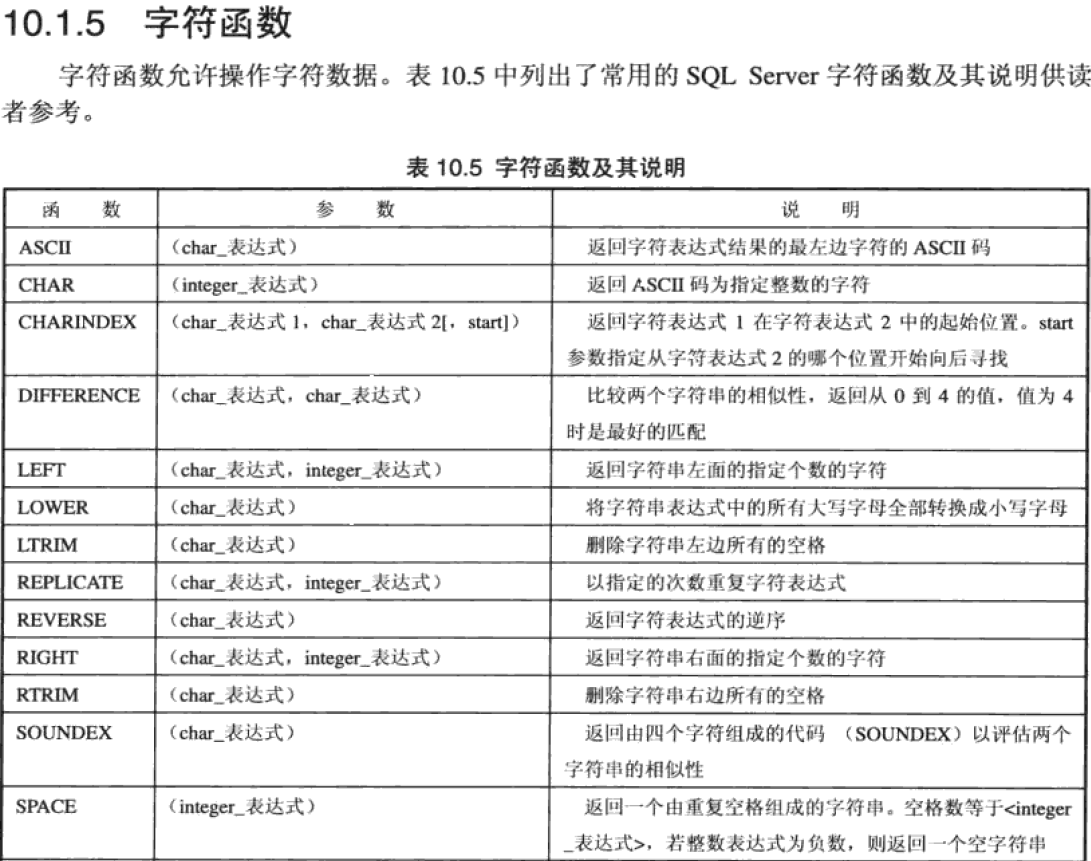 10.1.5 字符函数
字符函数允许操作字符数据。表 10.5 中列出了常用的 SQL Server 字符函数及其说明供读
者参考。
表 10.5 字符函数及其说明
函 数 参 数 说 明
ASCII （char_表达式） 返回字符表达式结果的最左边字符的 ASCII 码
CHAR （integer_表达式） 返回 ASCII 码为指定整数的字符
CHARINDEX （char_表达式 1，char_表达式 2[，start]） 返回字符表达式 1 在字符表达式 2 中的起始位置。start
参数指定从字符表达式 2 的哪个位置开始向后寻找
DIFFERENCE （char_表达式，char_表达式） 比较两个字符串的相似性，返回从 0 到 4 的值，值为 4
时是最好的匹配
LEFT （char_表达式，integer_表达式） 返回字符串左面的指定个数的字符
LOWER （char_表达式） 将字符串表达式中的所有大写字母全部转换成小写字母
LTRIM （char_表达式） 删除字符串左边所有的空格
REPLICATE （char_表达式，integer_表达式） 以指定的次数重复字符表达式
REVERSE （char_表达式） 返回字符表达式的逆序
RIGHT （char_表达式，integer_表达式） 返回字符串右面的指定个数的字符
RTRIM （char_表达式） 删除字符串右边所有的空格
SOUNDEX （char_表达式） 返回由四个字符组成的代码 （SOUNDEX）以评估两个
字符串的相似性
SPACE （integer_表达式） 返回一个由重复空格组成的字符串。空格数等于<integer
_表达式>，若整数表达式为负数，则返回一个空字符串